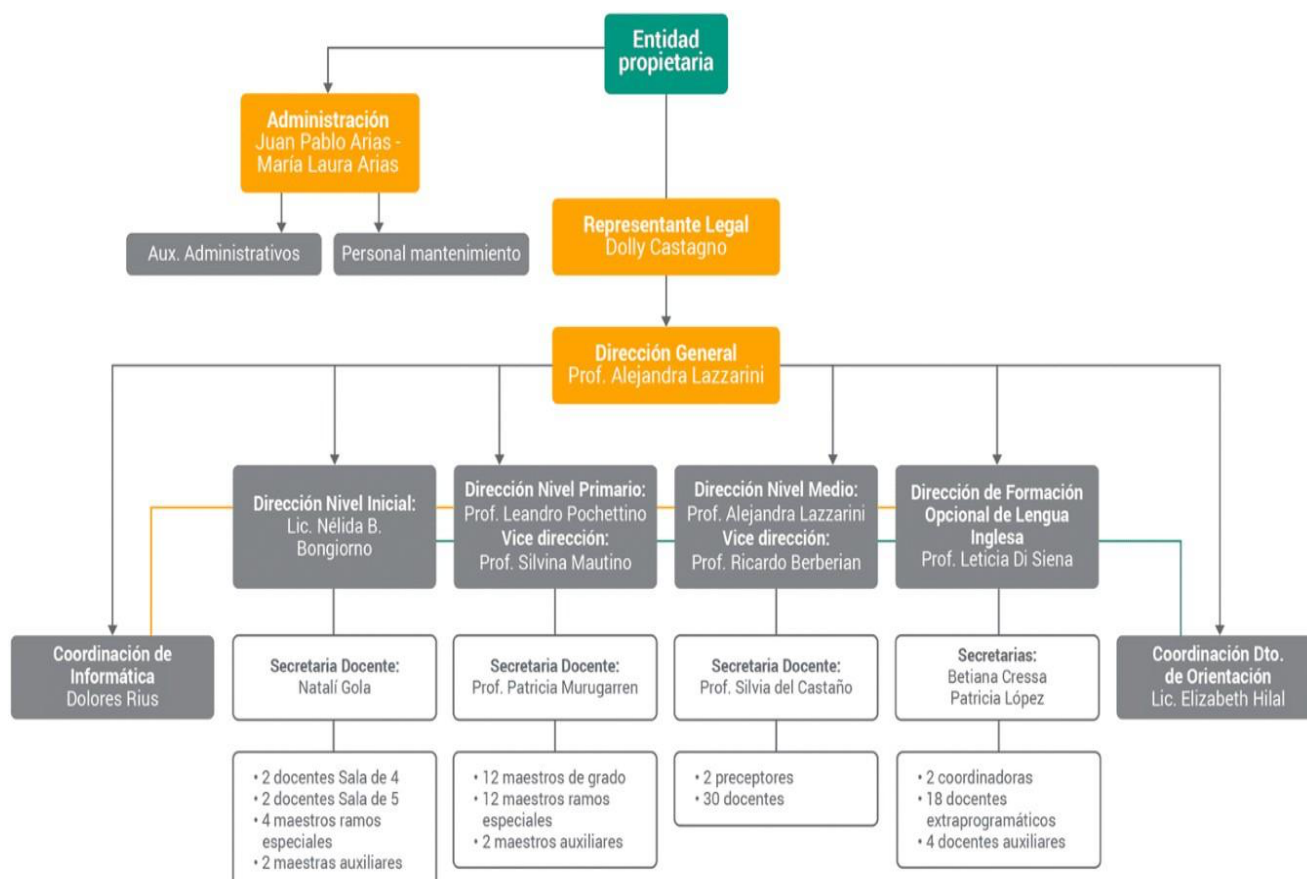 Entidad
propietaria
Administración
Juan Pablo Arias -
María Laura Arias
Aux. Administrativos
Personal mantenimiento
Representante Legal
Dolly Castagno
Dirección General
Prof. Alejandra Lazzarini
Dirección Nivel Inicial:
Lic. Nélida B.
Bongiorno
Dirección Nivel Primario:
Prof. Leandro Pochettino
Vice dirección:
Prof. Silvina Mautino
Dirección Nivel Medio:
Prof. Alejandra Lazzarini
Vice dirección:
Prof. Ricardo Berberian
Dirección de Formación
Opcional de Lengua
Inglesa
Prof. Leticia Di Siena
Coordinación de
Informática
Dolores Rius
Secretaria Docente:
Natalí Gola
Secretaria Docente:
Prof. Patricia Murugarren
Secretaria Docente:
Prof. Silvia del Castaño
Secretarias:
Betiana Cressa
Patricia López
Coordinación Dto.
de Orientación
Lic. Elizabeth Hilal
• 2 docentes Sala de 4
• 2 docentes Sala de 5
• 4 maestros ramos
especiales
• 2 maestras auxiliares
• 12 maestros de grado
• 12 maestros ramos
especiales
• 2 maestros auxiliares
• 2 preceptores
• 30 docentes
• 2 coordinadoras
• 18 docentes
extraprogramáticos
• 4 docentes auxiliares